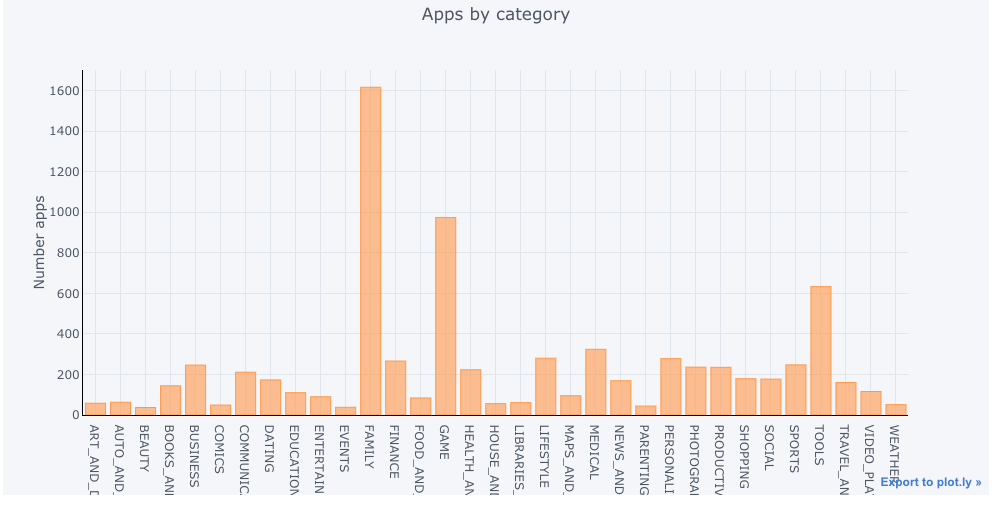 Apps by category
Number apps
1600
1400
1200
1000
800
600
400
200
0
ART_AND_D
AUTO_AND_
BEAUTY
BOOKS_AN
BUSINESS
COMICS
COMMUNIC
DATING
EDUCATION
ENTERTAIN
EVENTS
FAMILY
FINANCE
FOOD_AND_
GAME
HEALTH_AN
HOUSE_AN
LIBRARIES_
LIFESTYLE
MAPS_AND_
MEDICAL
NEWS_AND
PARENTING
PERSONALI
PHOTOGRA
PRODUCTIV
SHOPPING
SOCIAL
SPORTS
TOOLS
TRAVEL_AN
VIDEO_PLA
WEATHER
Export to plot.ly »